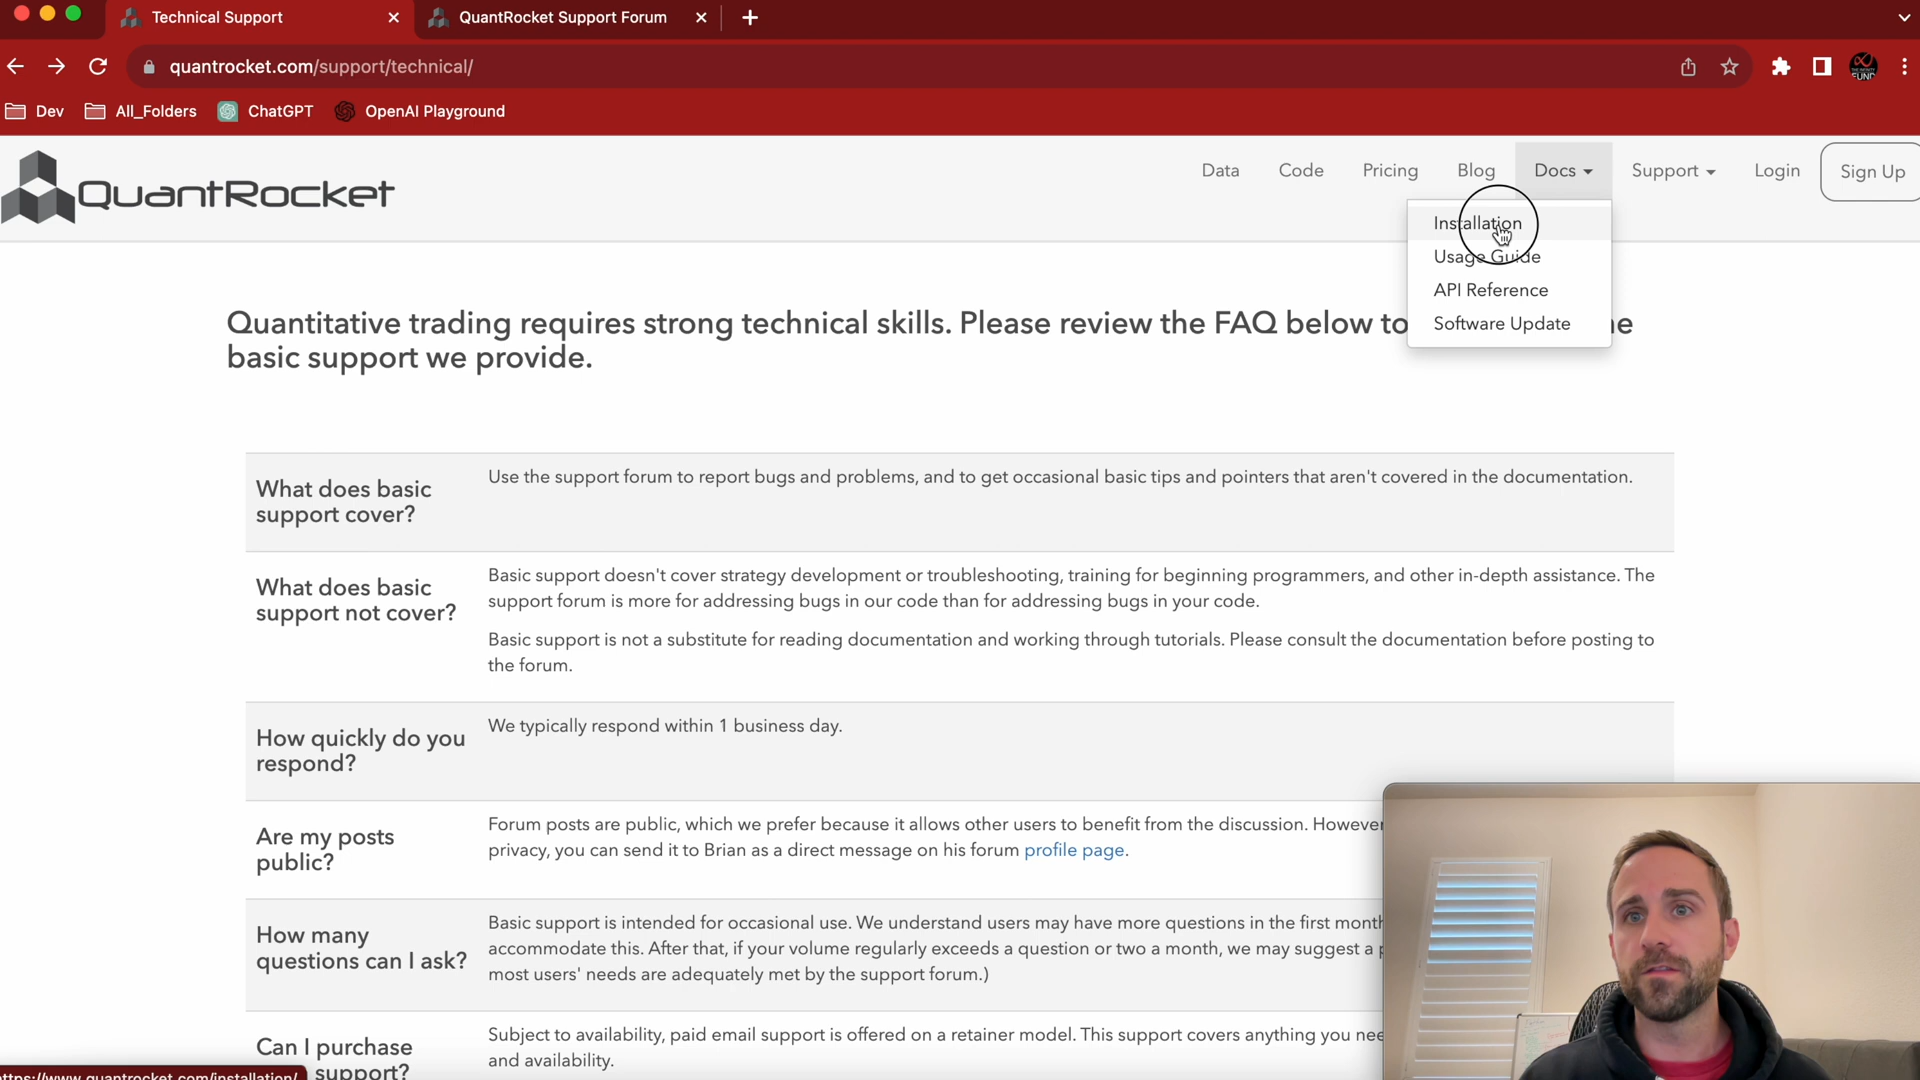 Technical Support
QuantRocket Support Forum
quantrocket.com/support/technical/
Dev
All_Folders
ChatGPT
OpenAI Playground
QuantRocket
Data
Code
Pricing
Blog
Docs
Support
Login
Sign Up
Installation
Usage Guide
API Reference
Software Update
Quantitative trading requires strong technical skills. Please review the FAQ below to
basic support we provide.
What does basic
support cover?
Use the support forum to report bugs and problems, and to get occasional basic tips and pointers that aren't covered in the documentation.
What does basic
support not cover?
Basic support doesn't cover strategy development or troubleshooting, training for beginning programmers, and other in-depth assistance. The
support forum is more for addressing bugs in our code than for addressing bugs in your code.
Basic support is not a substitute for reading documentation and working through tutorials. Please consult the documentation before posting to
the forum.
How quickly do you
respond?
We typically respond within 1 business day.
Are my posts
public?
Forum posts are public, which we prefer because it allows other users to benefit from the discussion. However
privacy, you can send it to Brian as a direct message on his forum profile page.
How many
questions can I ask?
Basic support is intended for occasional use. We understand users may have more questions in the first month
accommodate this. After that, if your volume regularly exceeds a question or two a month, we may suggest a
most users' needs are adequately met by the support forum.)
Can I purchase
support?
Subject to availability, paid email support is offered on a retainer model. This support covers anything you
and availability.
https://www.quantrocket.com/installation/